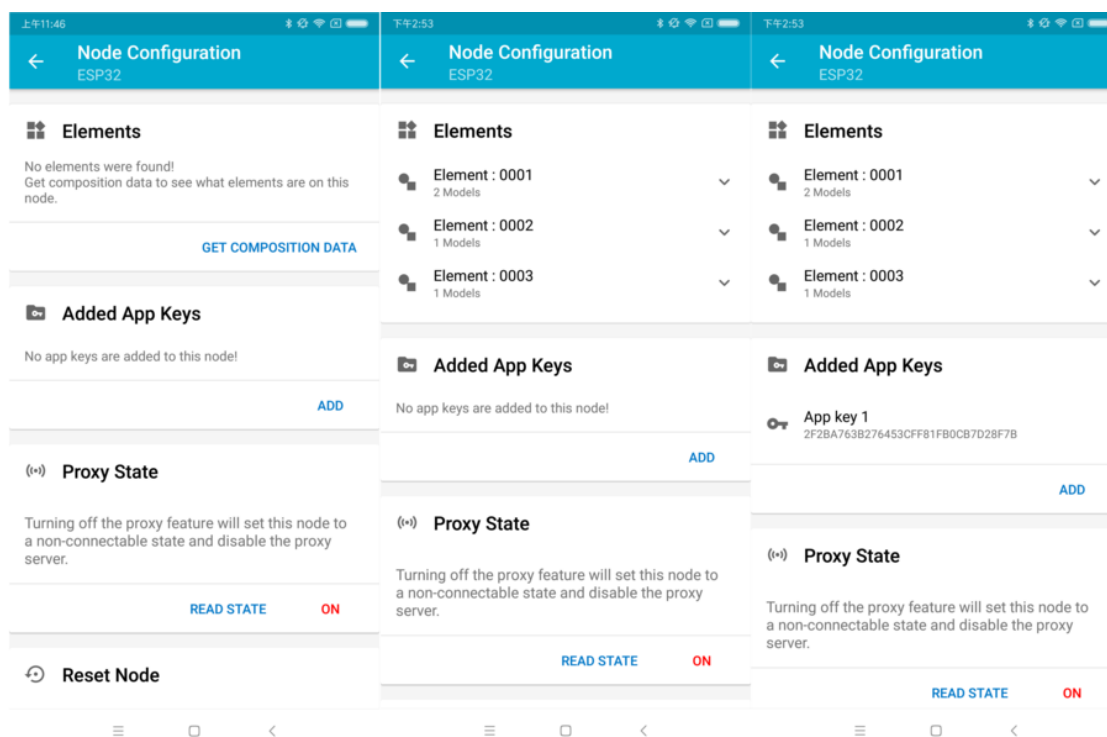 上午11:46
Node Configuration
ESP32
Elements
No elements were found!
Get composition data to see what elements are on this
node.
GET COMPOSITION DATA
Added App Keys
No app keys are added to this node!
ADD
Proxy State
Turning off the proxy feature will set this node to
a non-connectable state and disable the proxy
server.
READ STATE ON
Reset Node
下午2:53
Node Configuration
ESP32
Elements
Element : 0001
2 Models
Element : 0002
1 Models
Element : 0003
1 Models
Added App Keys
No app keys are added to this node!
ADD
Proxy State
Turning off the proxy feature will set this node to
a non-connectable state and disable the proxy
server.
READ STATE ON
下午2:53
Node Configuration
ESP32
Elements
Element : 0001
2 Models
Element : 0002
1 Models
Element : 0003
1 Models
Added App Keys
App key 1
2F2BA763B276453CFF81FB0CB7D28F7B
ADD
Proxy State
Turning off the proxy feature will set this node to
a non-connectable state and disable the proxy
server.
READ STATE ON